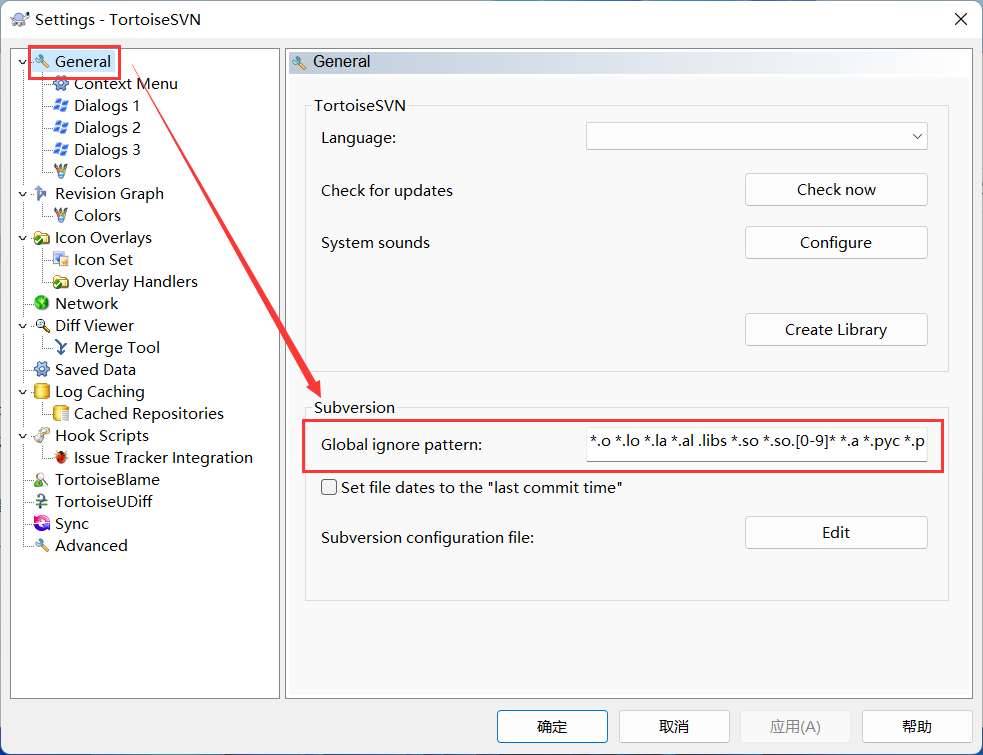 Settings - TortoiseSVN
General
Context Menu
Dialogs 1
Dialogs 2
Dialogs 3
Colors
Revision Graph
Colors
Icon Overlays
Icon Set
Overlay Handlers
Network
Diff Viewer
Merge Tool
Saved Data
Log Caching
Cached Repositories
Hook Scripts
Issue Tracker Integration
TortoiseBlame
TortoiseUDiff
Sync
Advanced
General
TortoiseSVN
Language:
Check for updates Check now
System sounds Configure
Create Library
Subversion
Global ignore pattern: *.o *.lo *.la *.al .libs *.so *.so.[0-9]* *.a *.pyc *.p
Set file dates to the "last commit time"
Subversion configuration file: Edit
确定 取消 应用(A) 帮助